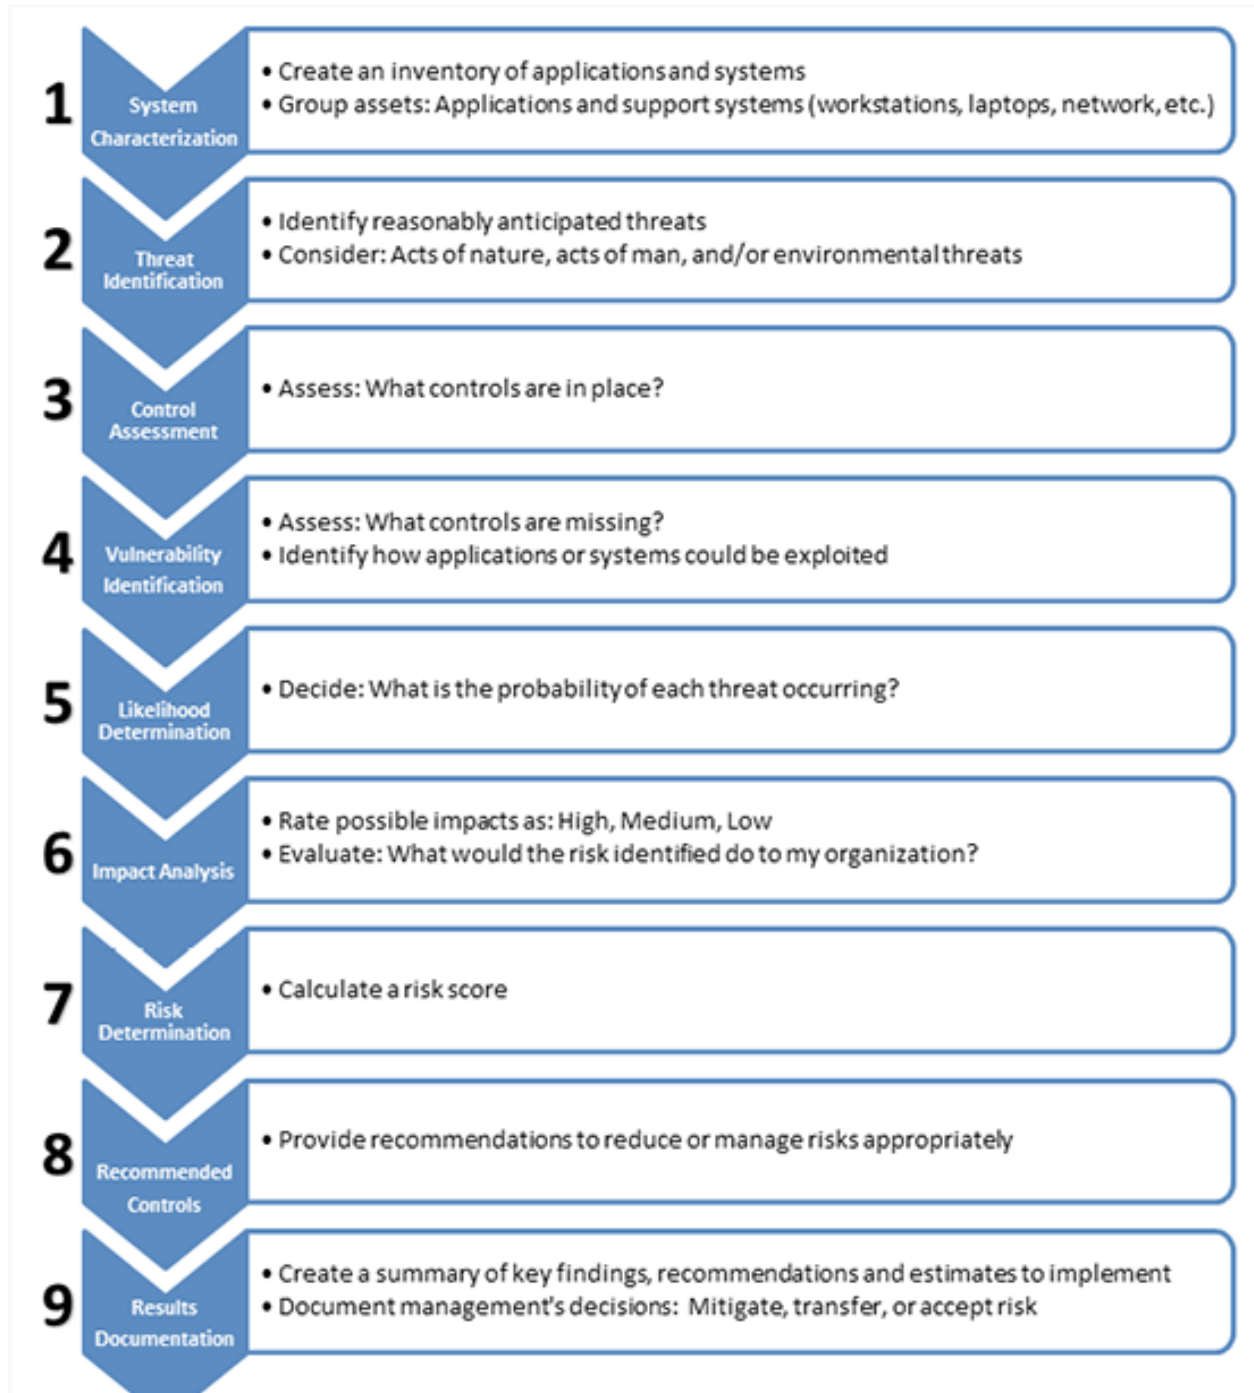 1
System
Characterization
• Create an inventory of applications and systems
• Group assets: Applications and support systems (workstations, laptops, network, etc.)
2
Threat
Identification
• Identify reasonably anticipated threats
• Consider: Acts of nature, acts of man, and/or environmental threats
3
Control
Assessment
• Assess: What controls are in place?
4
Vulnerability
Identification
• Assess: What controls are missing?
• Identify how applications or systems could be exploited
5
Likelihood
Determination
• Decide: What is the probability of each threat occurring?
6
Impact Analysis
• Rate possible impacts as: High, Medium, Low
• Evaluate: What would the risk identified do to my organization?
7
Risk
Determination
• Calculate a risk score
8
Recommended
Controls
• Provide recommendations to reduce or manage risks appropriately
9
Results
Documentation
• Create a summary of key findings, recommendations and estimates to implement
• Document management's decisions: Mitigate, transfer, or accept risk